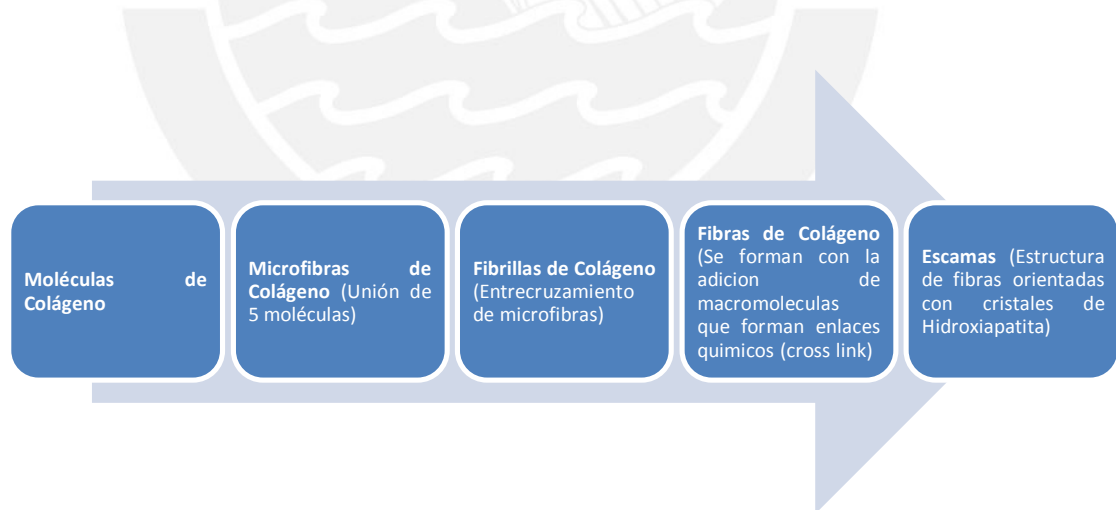 Moléculas de
Colágeno
Microfibras de
Colágeno (Unión de
5 moléculas)
Fibrillas de Colágeno
(Entrecruzamiento
de microfibras)
Fibras de Colágeno
(Se forman con la
adicion de
macromoleculas
que forman enlaces
quimicos (cross link)
Escamas (Estructura
de fibras orientadas
con cristales de
Hidroxiapatita)